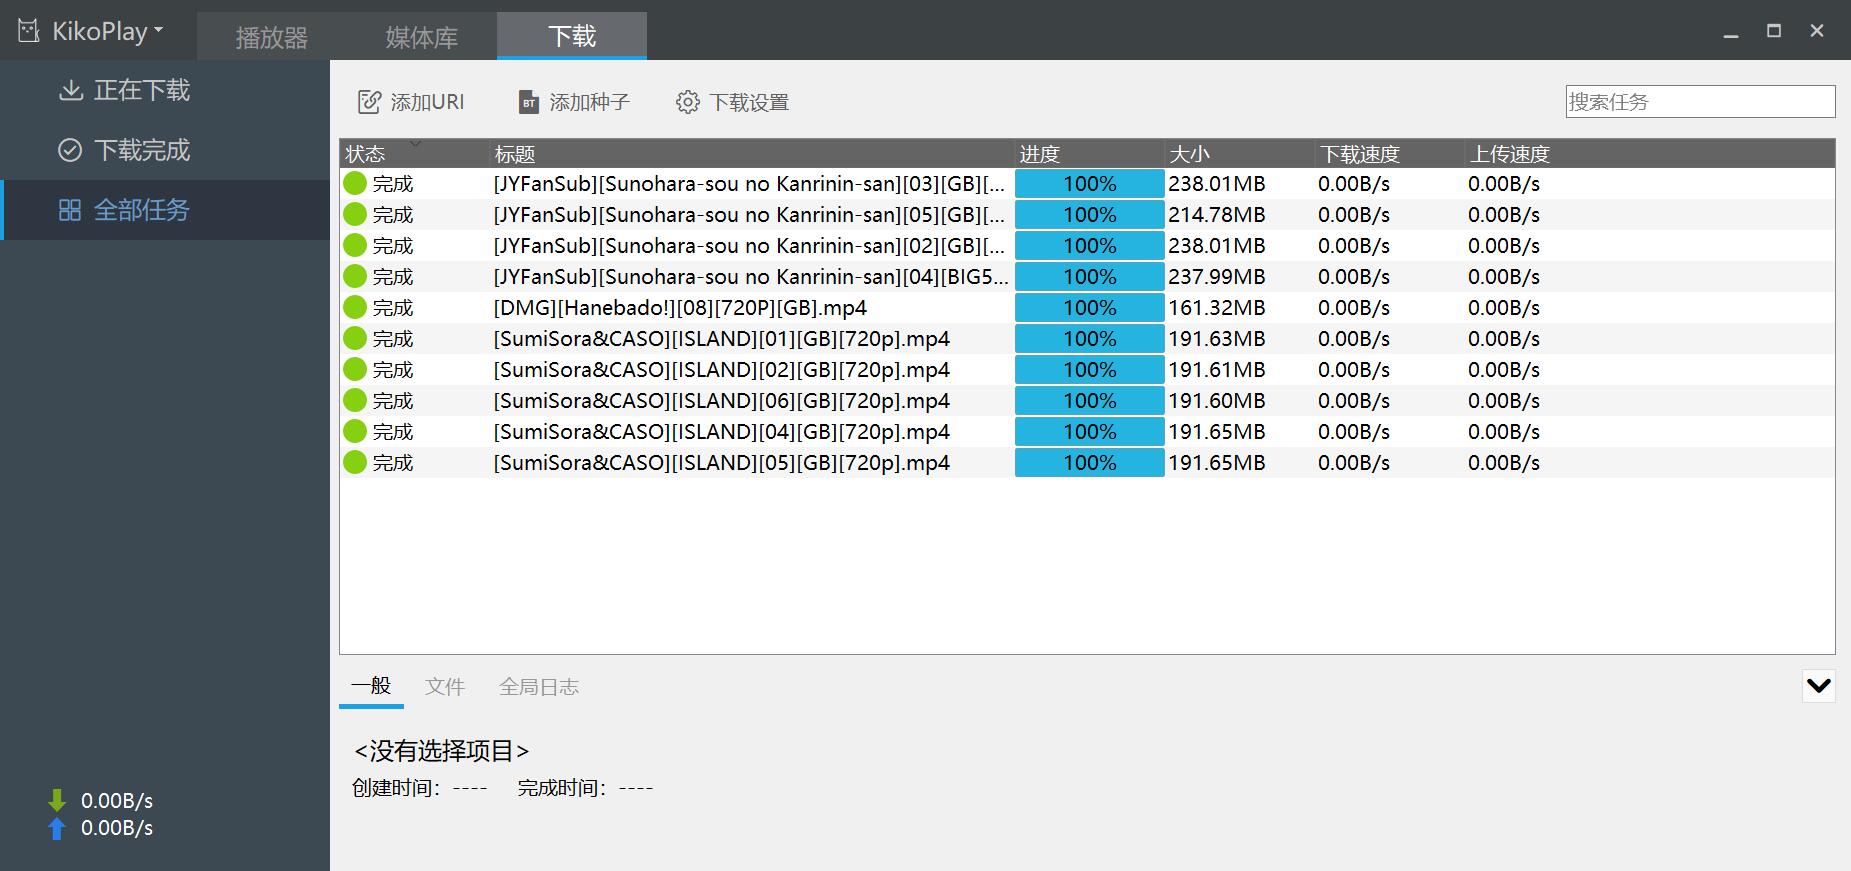 KikoPlay 播放器 媒体库 下载
正在下载
下载完成
全部任务
添加URI BT 添加种子 下载设置 搜索任务
状态 标题 进度 大小 下载速度 上传速度
完成 [JYFanSub][Sunohara-sou no Kanrinin-san][03][GB][... 100% 238.01MB 0.00B/s 0.00B/s
完成 [JYFanSub][Sunohara-sou no Kanrinin-san][05][GB][... 100% 214.78MB 0.00B/s 0.00B/s
完成 [JYFanSub][Sunohara-sou no Kanrinin-san][02][GB][... 100% 238.01MB 0.00B/s 0.00B/s
完成 [JYFanSub][Sunohara-sou no Kanrinin-san][04][BIG5... 100% 237.99MB 0.00B/s 0.00B/s
完成 [DMG][Hanebado!][08][720P][GB].mp4 100% 161.32MB 0.00B/s 0.00B/s
完成 [SumiSora&CASO][ISLAND][01][GB][720p].mp4 100% 191.63MB 0.00B/s 0.00B/s
完成 [SumiSora&CASO][ISLAND][02][GB][720p].mp4 100% 191.61MB 0.00B/s 0.00B/s
完成 [SumiSora&CASO][ISLAND][06][GB][720p].mp4 100% 191.60MB 0.00B/s 0.00B/s
完成 [SumiSora&CASO][ISLAND][04][GB][720p].mp4 100% 191.65MB 0.00B/s 0.00B/s
完成 [SumiSora&CASO][ISLAND][05][GB][720p].mp4 100% 191.65MB 0.00B/s 0.00B/s
一般 文件 全局日志
<没有选择项目>
创建时间：---- 完成时间：----
0.00B/s
0.00B/s